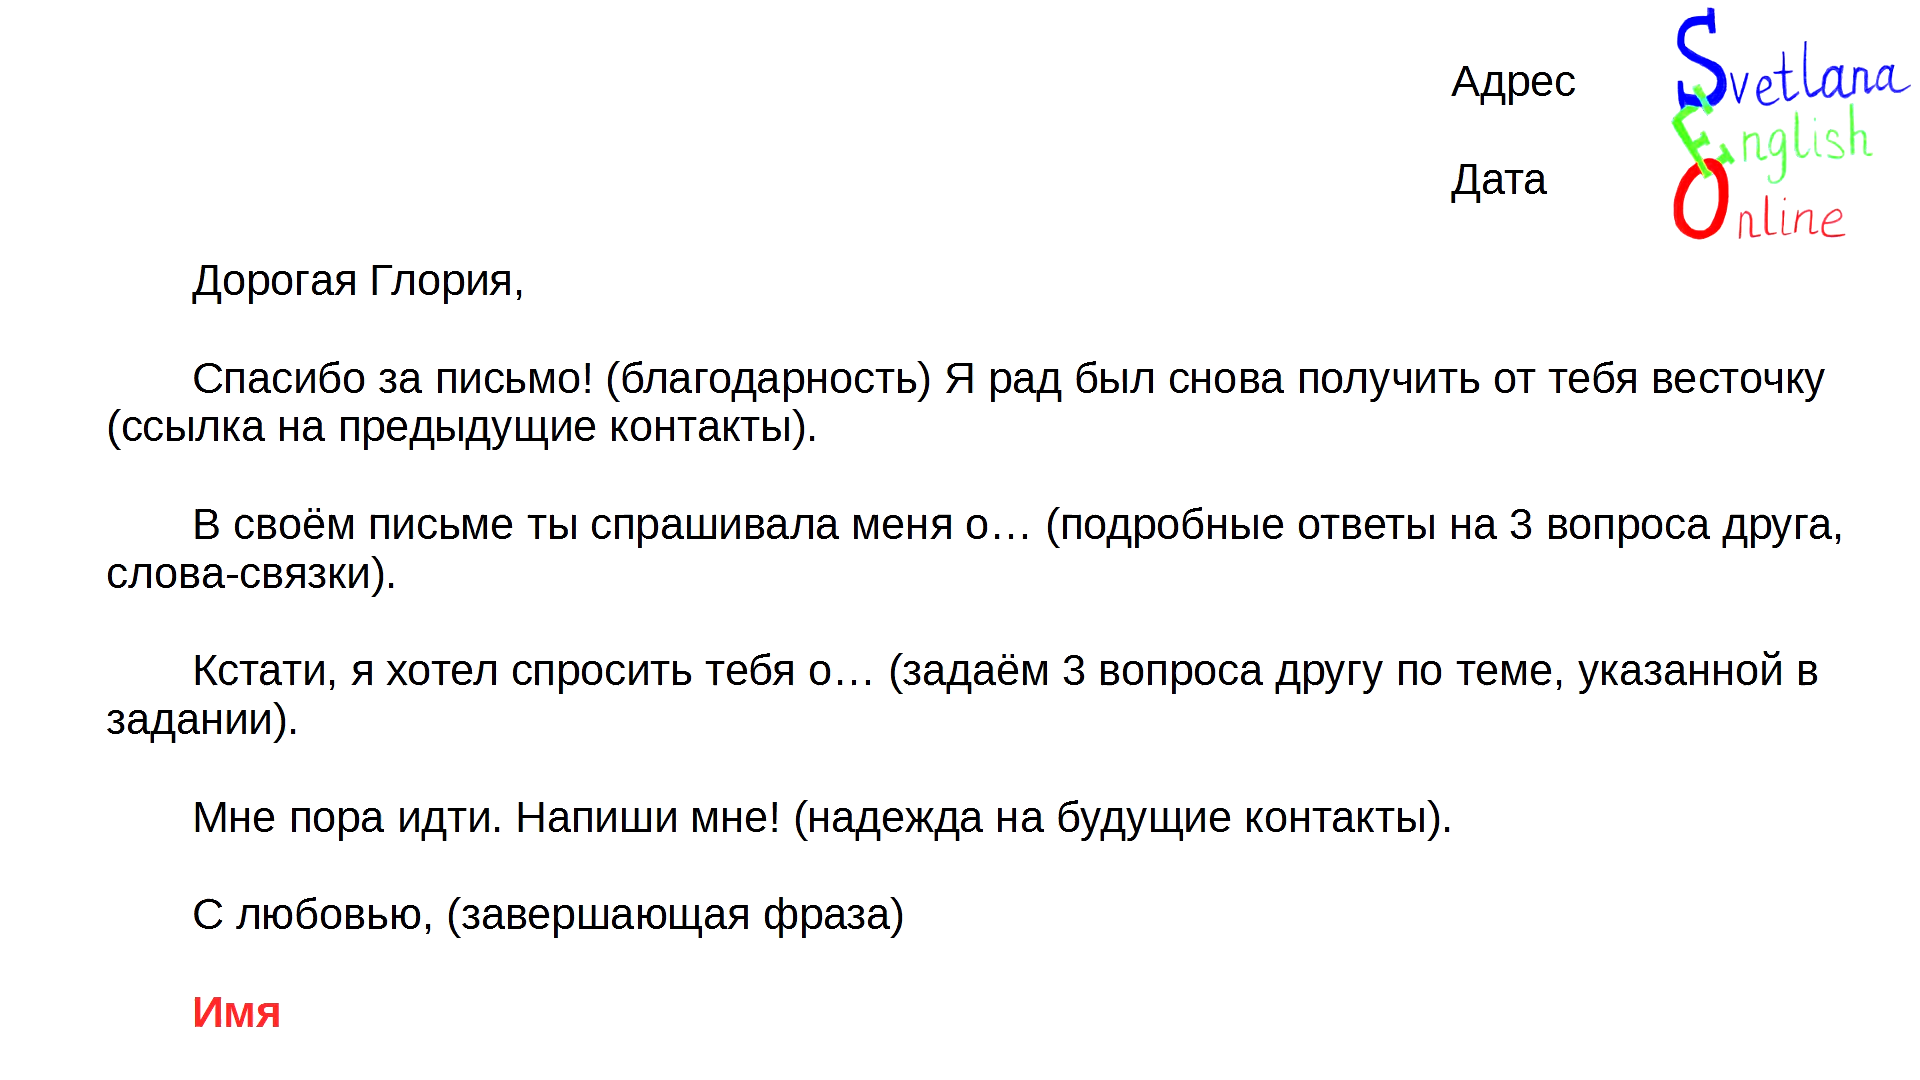 Адрес
Svetlana
English
Дата
Online
Дорогая Глория,
Спасибо за письмо! (благодарность) Я рад был снова получить от тебя весточку
(ссылка на предыдущие контакты).
В своём письме ты спрашивала меня о… (подробные ответы на 3 вопроса друга,
слова-связки).
Кстати, я хотел спросить тебя о… (задаём 3 вопроса другу по теме, указанной в
задании).
Мне пора идти. Напиши мне! (надежда на будущие контакты).
С любовью, (завершающая фраза)
Имя